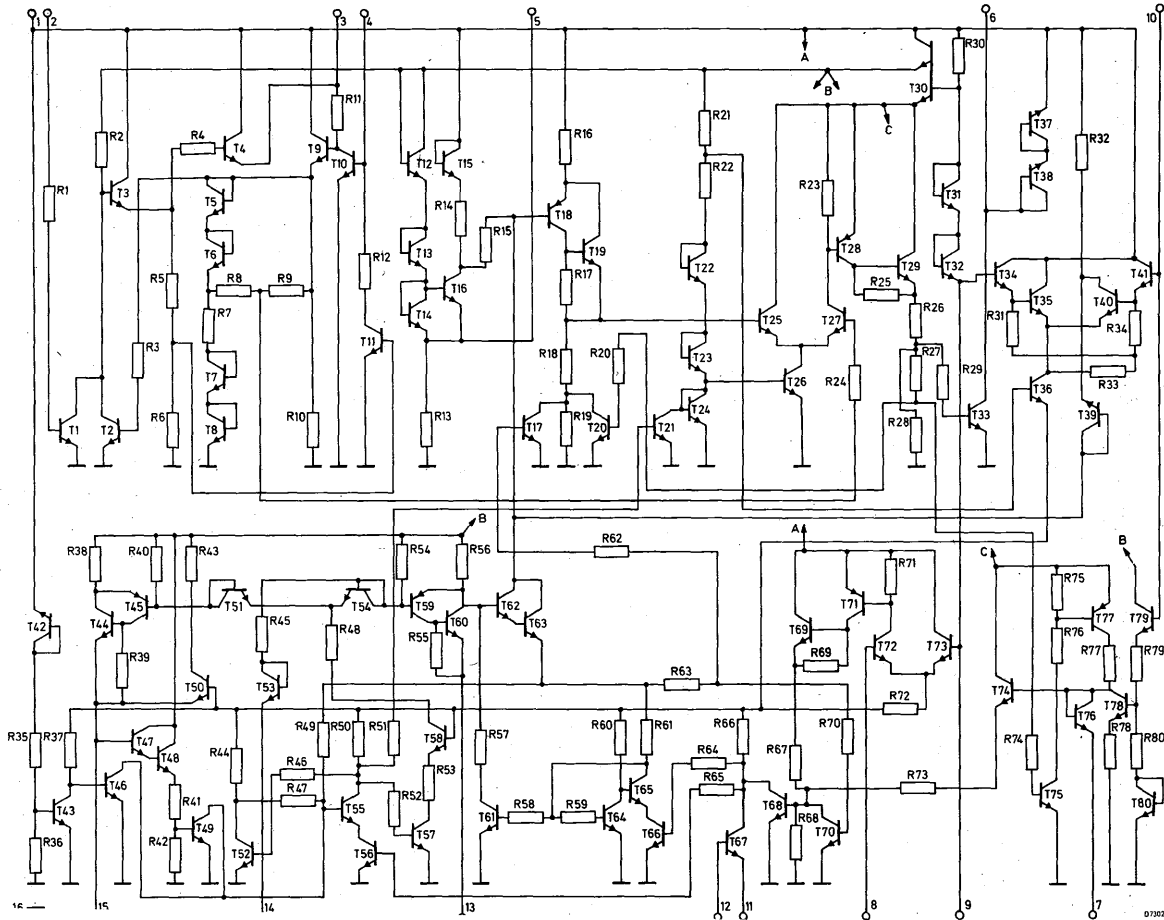 1 2 3 4 5 6 10
A
R30
R11 B T30
R2 R4 T4 T9 T10 T12 T15 R16 R21 C T37 R32
R1 T3 T5 R14 R22 R23 T31 T38
R15 T18
T6 R12 T13 T19 T28 T29 T32 T34 T41
R5 R8 R9 T16 R17 T22 R25 T35 T40
R7 T14 T25 T27 R26 R31 R34
R3 T11 R18 R20 T23 R27 R29 R33
T7 T26 R24 T36
R6 R10 R13 R19 T24 T33 T39
T1 T2 T8 T17 T20 T21 R28
B A C B
R38 R40 R43 R54 R56 R62 R71 R75
T45 T51 T54 T59 T62 T71 T77 T79
T42 T44 R45 R48 T60 T63 T69 T72 T73 R76
R39 R55 R69 R77 R79
T50 T53 R63 T74 T78
R35 R37 R49 R50 R51 T58 R60 R61 R66 R70 R72 T76
T47 T48 R44 R57 R64 R67 R74 R78 R80
T46 R46 R53 R65 R73
R41 R47 R52 T65 T68 T75
T43 T55 R58 R59 R68 T80
R36 R42 T49 T57 T61 T64 T66 T67 T70
T52 T56
16 15 14 13 12 11 8 9 7